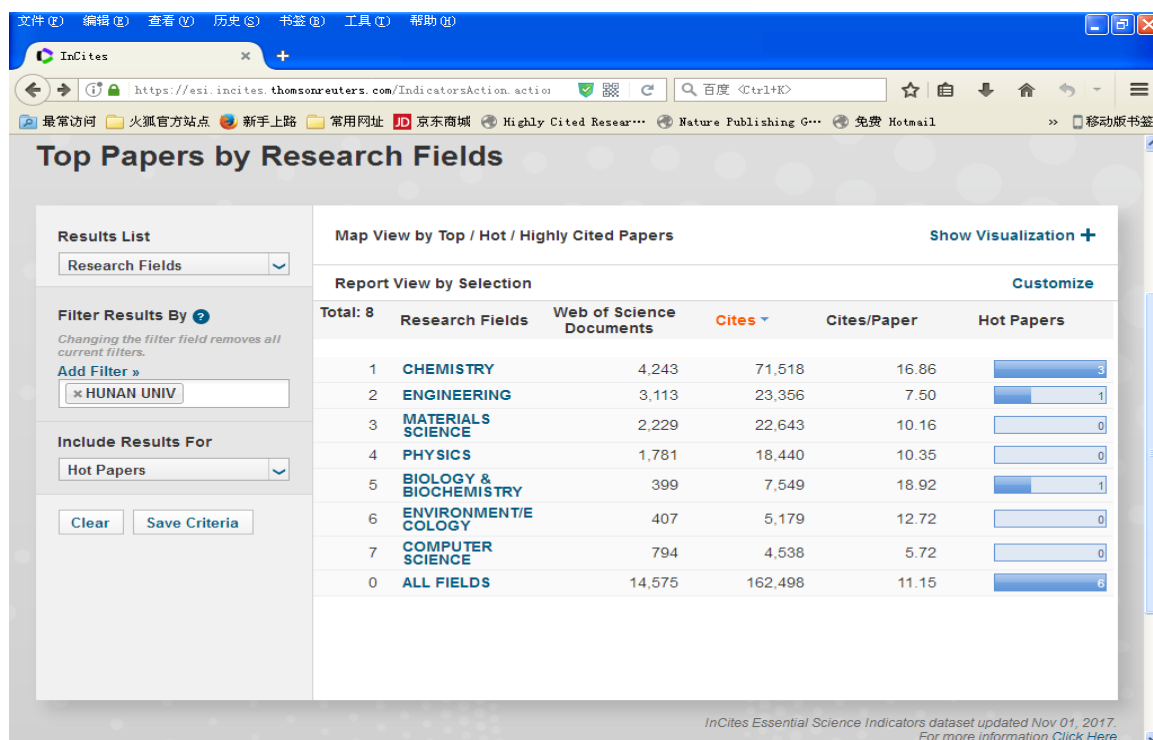 文件(F) 编辑(E) 查看(V) 历史(S) 书签(B) 工具(T) 帮助(H)
InCites
https://esi.incites.thomsonreuters.com/IndicatorsAction.action
百度 <Ctrl+K>
最常访问 火狐官方站点 新手上路 常用网址 JD 京东商城 Highly Cited Resear… Nature Publishing G… 免费 Hotmail » 移动版书签
Top Papers by Research Fields
Results List
Research Fields
Filter Results By ?
Changing the filter field removes all
current filters.
Add Filter »
× HUNAN UNIV
Include Results For
Hot Papers
Clear Save Criteria
Map View by Top / Hot / Highly Cited Papers Show Visualization +
Report View by Selection Customize
Total: 8 Research Fields Web of Science Documents Cites Cites/Paper Hot Papers
1 CHEMISTRY 4,243 71,518 16.86 3
2 ENGINEERING 3,113 23,356 7.50 1
3 MATERIALS SCIENCE 2,229 22,643 10.16 0
4 PHYSICS 1,781 18,440 10.35 0
5 BIOLOGY & BIOCHEMISTRY 399 7,549 18.92 1
6 ENVIRONMENT/ECOLOGY 407 5,179 12.72 0
7 COMPUTER SCIENCE 794 4,538 5.72 0
0 ALL FIELDS 14,575 162,498 11.15 6
InCites Essential Science Indicators dataset updated Nov 01, 2017.
For more information Click Here